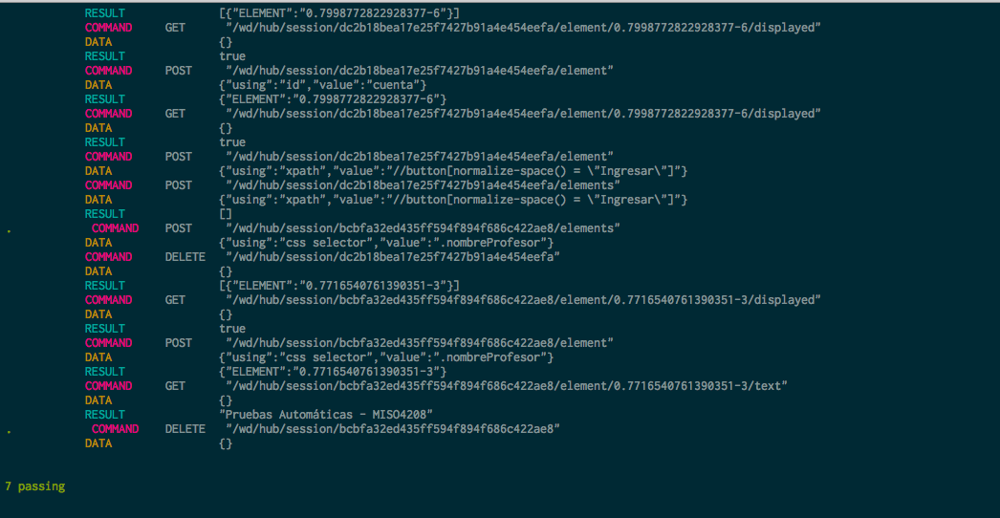 RESULT [{"ELEMENT":"0.7998772822928377-6"}]
COMMAND GET "/wd/hub/session/dc2b18bea17e25f7427b91a4e454eefa/element/0.7998772822928377-6/displayed"
DATA {}
RESULT true
COMMAND POST "/wd/hub/session/dc2b18bea17e25f7427b91a4e454eefa/element"
DATA {"using":"id","value":"cuenta"}
RESULT {"ELEMENT":"0.7998772822928377-6"}
COMMAND GET "/wd/hub/session/dc2b18bea17e25f7427b91a4e454eefa/element/0.7998772822928377-6/displayed"
DATA {}
RESULT true
COMMAND POST "/wd/hub/session/dc2b18bea17e25f7427b91a4e454eefa/element"
DATA {"using":"xpath","value":"//button[normalize-space() = \"Ingresar\"]"}
COMMAND POST "/wd/hub/session/dc2b18bea17e25f7427b91a4e454eefa/elements"
DATA {"using":"xpath","value":"//button[normalize-space() = \"Ingresar\"]"}
RESULT []
. COMMAND POST "/wd/hub/session/bcbfa32ed435ff594f894f686c422ae8/elements"
DATA {"using":"css selector","value":".nombreProfesor"}
COMMAND DELETE "/wd/hub/session/dc2b18bea17e25f7427b91a4e454eefa"
DATA {}
RESULT [{"ELEMENT":"0.7716540761390351-3"}]
COMMAND GET "/wd/hub/session/bcbfa32ed435ff594f894f686c422ae8/element/0.7716540761390351-3/displayed"
DATA {}
RESULT true
COMMAND POST "/wd/hub/session/bcbfa32ed435ff594f894f686c422ae8/element"
DATA {"using":"css selector","value":".nombreProfesor"}
RESULT {"ELEMENT":"0.7716540761390351-3"}
COMMAND GET "/wd/hub/session/bcbfa32ed435ff594f894f686c422ae8/element/0.7716540761390351-3/text"
DATA {}
RESULT "Pruebas Automáticas - MISO4208"
. COMMAND DELETE "/wd/hub/session/bcbfa32ed435ff594f894f686c422ae8"
DATA {}
7 passing